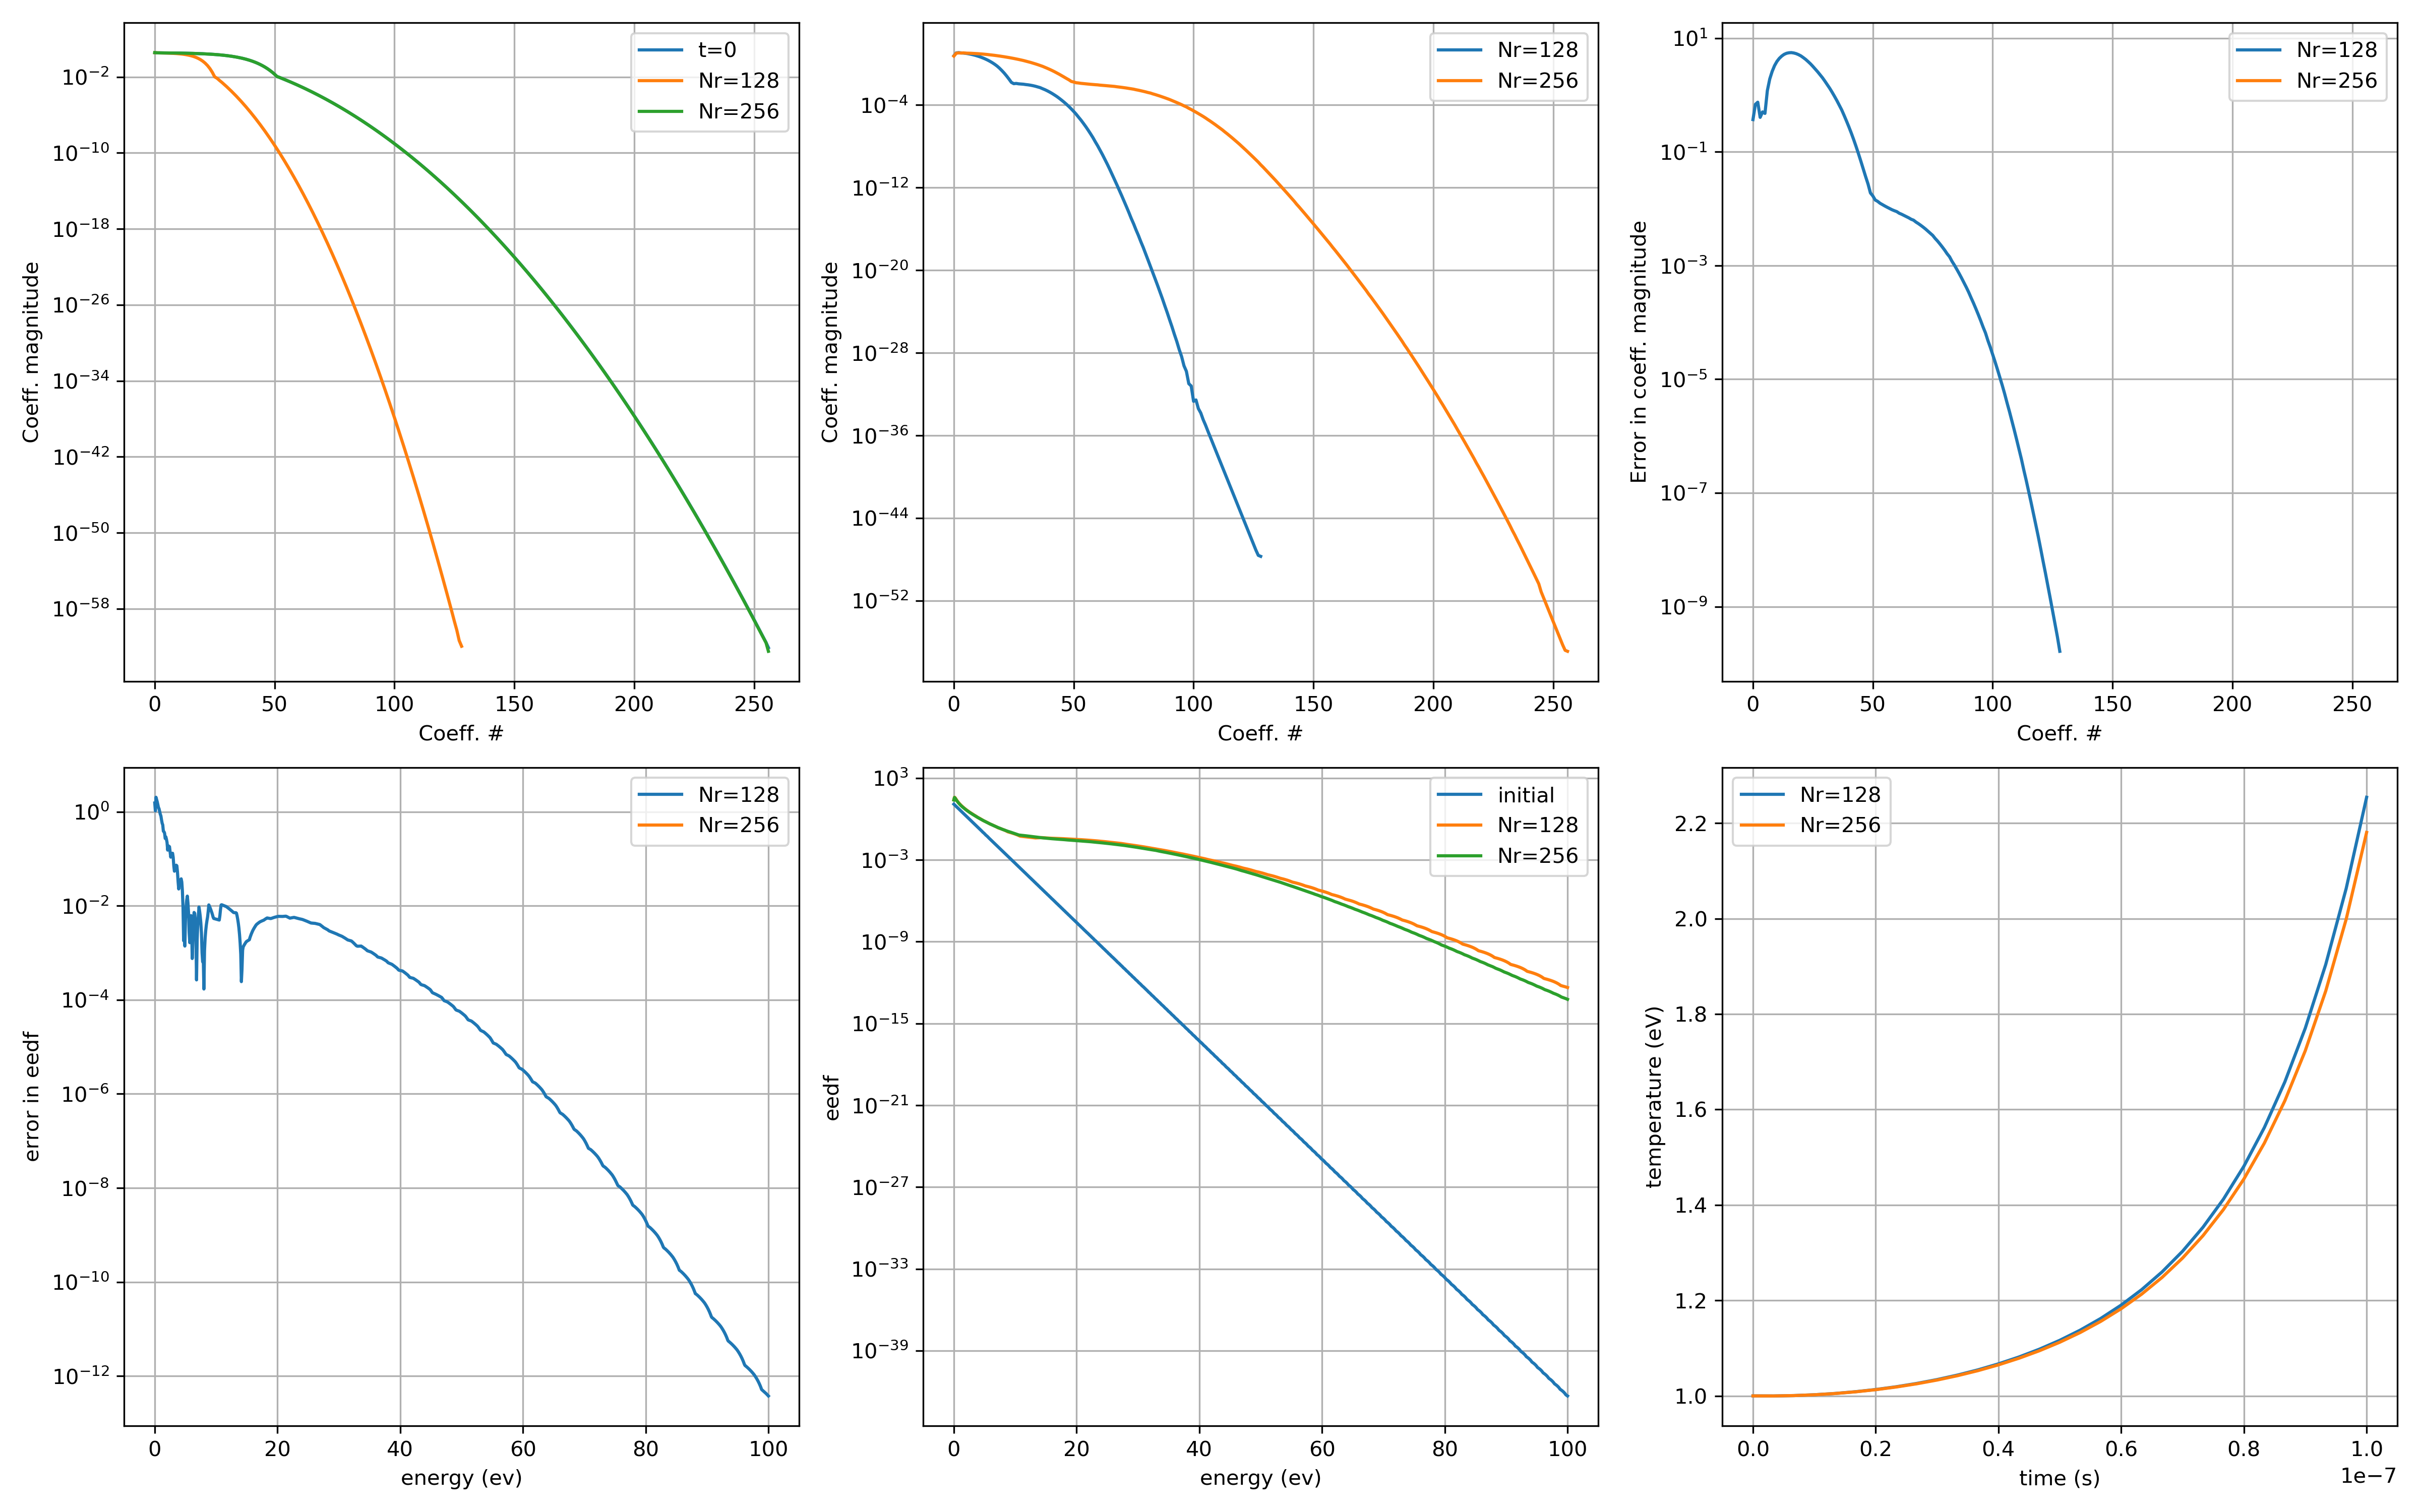 t=0
Nr=128
Nr=256
10⁻²
10⁻¹⁰
10⁻¹⁸
10⁻²⁶
10⁻³⁴
10⁻⁴²
10⁻⁵⁰
10⁻⁵⁸
Coeff. magnitude
0 50 100 150 200 250
Coeff. #
Nr=128
Nr=256
10⁻⁴
10⁻¹²
10⁻²⁰
10⁻²⁸
10⁻³⁶
10⁻⁴⁴
10⁻⁵²
Coeff. magnitude
0 50 100 150 200 250
Coeff. #
Nr=128
Nr=256
10¹
10⁻¹
10⁻³
10⁻⁵
10⁻⁷
10⁻⁹
Error in coeff. magnitude
0 50 100 150 200 250
Coeff. #
Nr=128
Nr=256
10⁰
10⁻²
10⁻⁴
10⁻⁶
10⁻⁸
10⁻¹⁰
10⁻¹²
error in eedf
0 20 40 60 80 100
energy (ev)
initial
Nr=128
Nr=256
10³
10⁻³
10⁻⁹
10⁻¹⁵
10⁻²¹
10⁻²⁷
10⁻³³
10⁻³⁹
eedf
0 20 40 60 80 100
energy (ev)
Nr=128
Nr=256
2.2
2.0
1.8
1.6
1.4
1.2
1.0
temperature (eV)
0.0 0.2 0.4 0.6 0.8 1.0
1e−7
time (s)